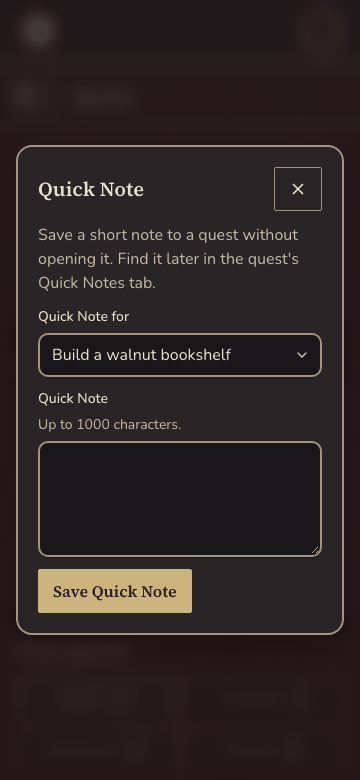 Quick Note
Save a short note to a quest without
opening it. Find it later in the quest's
Quick Notes tab.
Quick Note for
Build a walnut bookshelf
Quick Note
Up to 1000 characters.
Save Quick Note